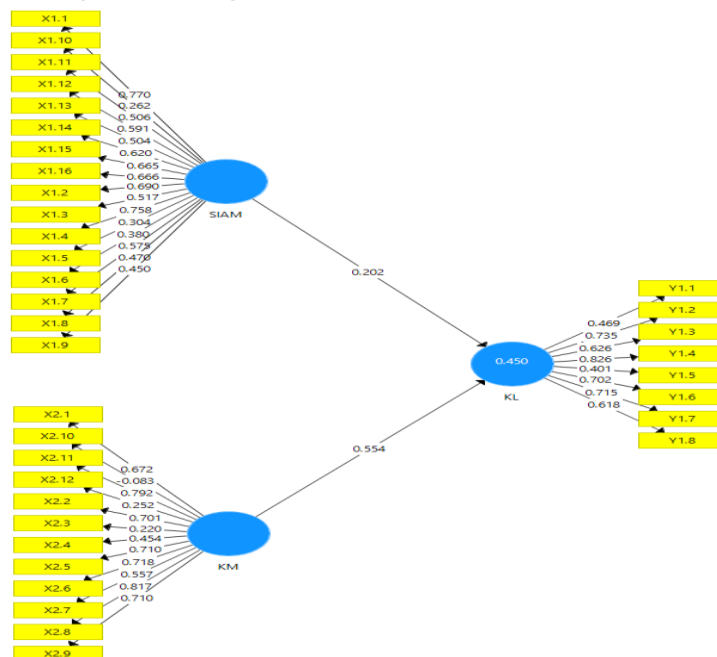 X1.1
X1.10
X1.11
X1.12
X1.13
X1.14
X1.15
X1.16
X1.2
X1.3
X1.4
X1.5
X1.6
X1.7
X1.8
X1.9
0.770
0.262
0.506
0.591
0.504
0.620
0.665
0.666
0.690
0.517
0.758
0.304
0.380
0.575
0.470
0.450
SIAM
0.202
X2.1
X2.10
X2.11
X2.12
X2.2
X2.3
X2.4
X2.5
X2.6
X2.7
X2.8
X2.9
0.672
-0.083
0.792
0.252
0.701
0.220
0.454
0.710
0.718
0.557
0.817
0.710
KM
0.554
0.450
KL
0.469
0.735
0.626
0.826
0.401
0.702
0.715
0.618
Y1.1
Y1.2
Y1.3
Y1.4
Y1.5
Y1.6
Y1.7
Y1.8